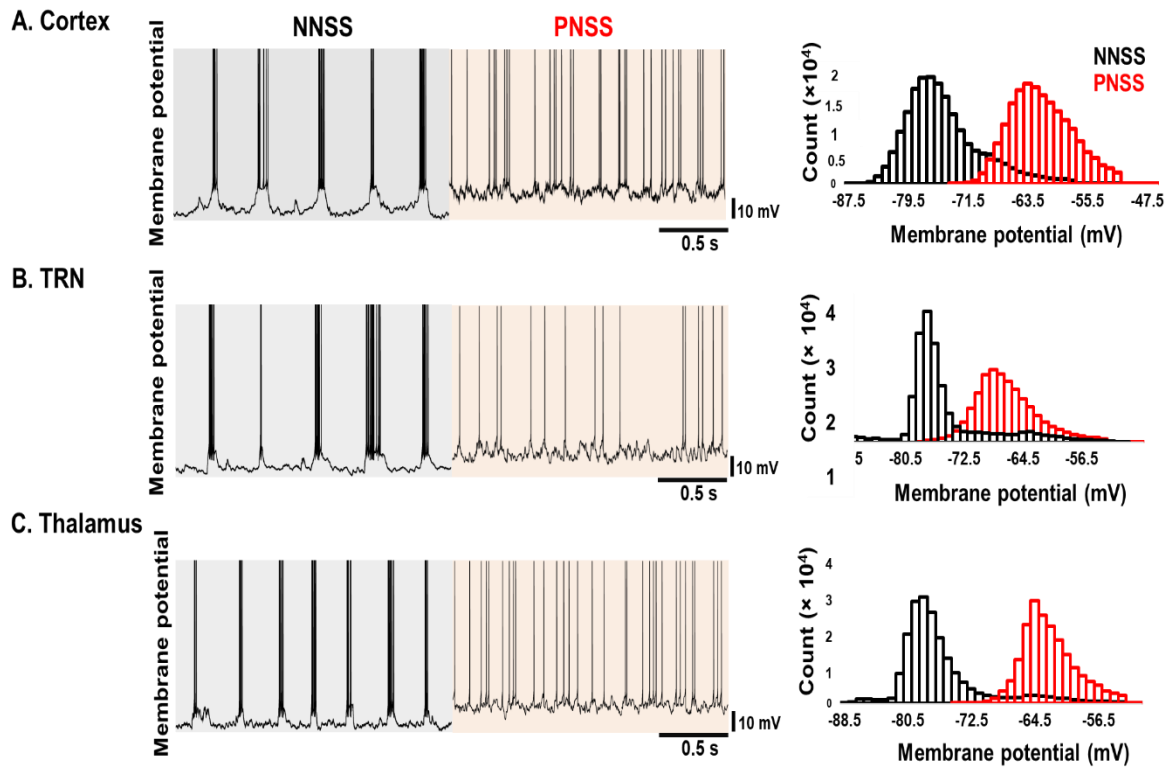 A. Cortex
NNSS
PNSS
Membrane potential
10 mV
0.5 s
NNSS
PNSS
Count (×10⁴)
2
1.5
1
0.5
0
-87.5 -79.5 -71.5 -63.5 -55.5 -47.5
Membrane potential (mV)
B. TRN
Membrane potential
10 mV
0.5 s
Count (× 10⁴)
4
3
2
1
5 -80.5 -72.5 -64.5 -56.5
Membrane potential (mV)
C. Thalamus
Membrane potential
10 mV
0.5 s
Count (× 10⁴)
4
3
2
1
0
-88.5 -80.5 -72.5 -64.5 -56.5
Membrane potential (mV)